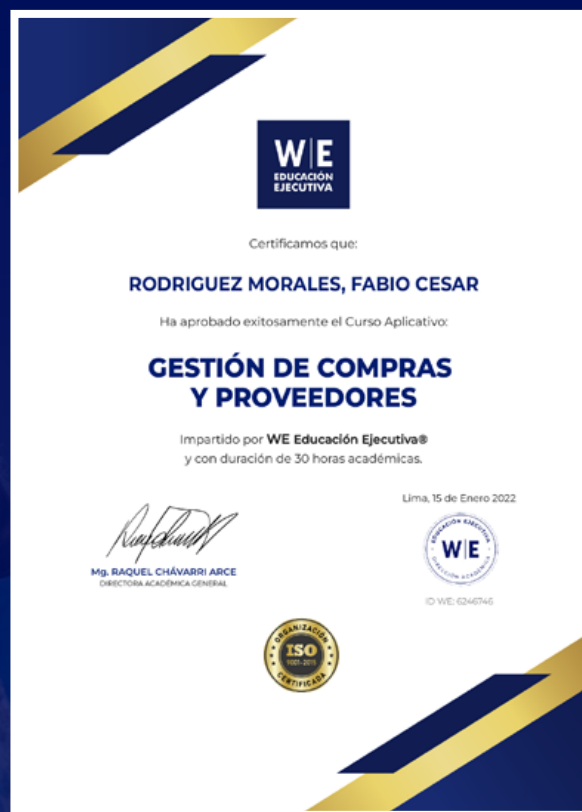 W|E
EDUCACIÓN
EJECUTIVA
Certificamos que:
RODRIGUEZ MORALES, FABIO CESAR
Ha aprobado exitosamente el Curso Aplicativo:
GESTIÓN DE COMPRAS
Y PROVEEDORES
Impartido por WE Educación Ejecutiva®
y con duración de 30 horas académicas.
Lima, 15 de Enero 2022
Mg. RAQUEL CHÁVARRI ARCE
DIRECTORA ACADÉMICA GENERAL
EDUCACIÓN EJECUTIVA
W|E
DIRECCIÓN ACADÉMICA
ID WE: 6246746
ORGANIZACIÓN
ISO
9001-2015
CERTIFICADA